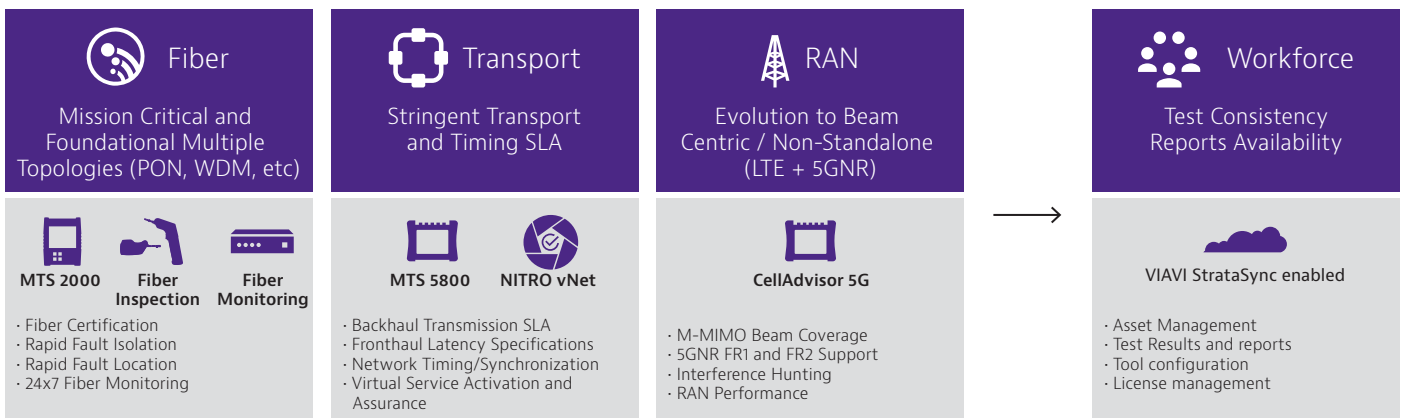 Fiber
Mission Critical and
Foundational Multiple
Topologies (PON, WDM, etc)
MTS 2000
Fiber
Inspection
Fiber
Monitoring
· Fiber Certification
· Rapid Fault Isolation
· Rapid Fault Location
· 24x7 Fiber Monitoring
Transport
Stringent Transport
and Timing SLA
MTS 5800
NITRO vNet
· Backhaul Transmission SLA
· Fronthaul Latency Specifications
· Network Timing/Synchronization
· Virtual Service Activation and
Assurance
RAN
Evolution to Beam
Centric / Non-Standalone
(LTE + 5GNR)
CellAdvisor 5G
· M-MIMO Beam Coverage
· 5GNR FR1 and FR2 Support
· Interference Hunting
· RAN Performance
Workforce
Test Consistency
Reports Availability
VIAVI StrataSync enabled
· Asset Management
· Test Results and reports
· Tool configuration
· License management